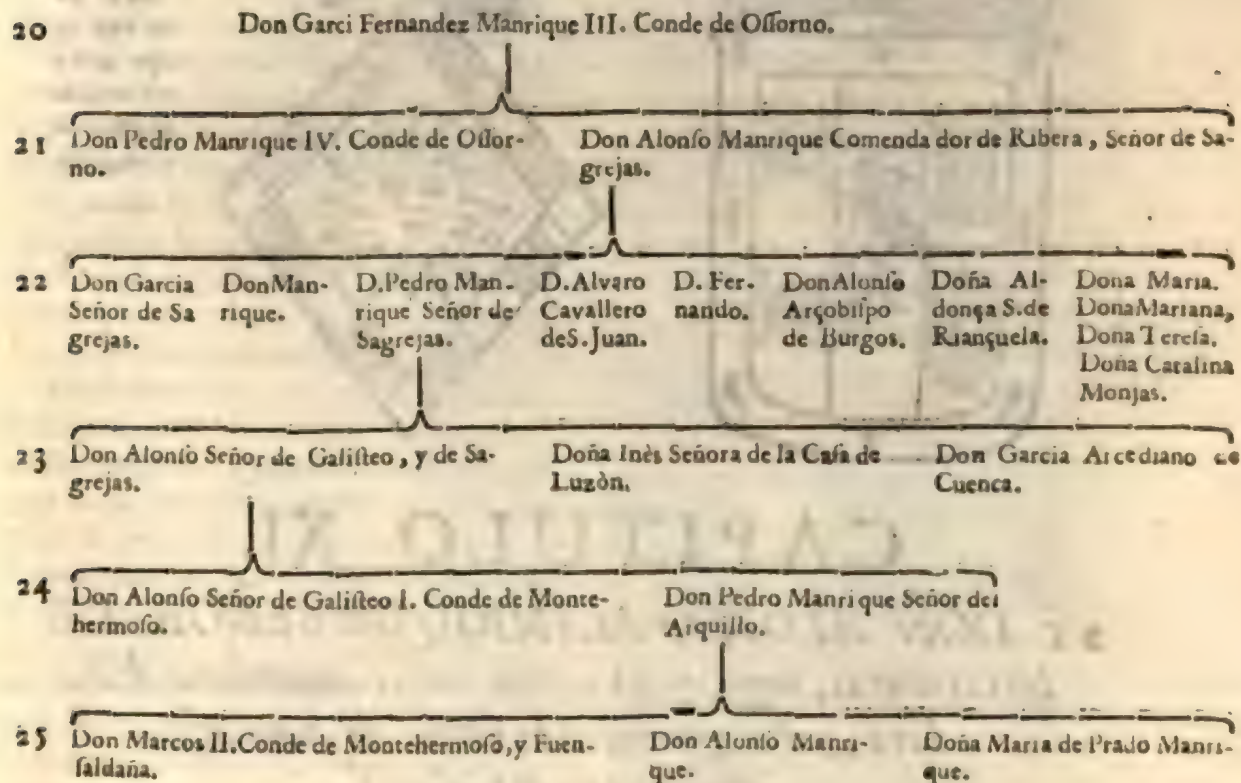 20 Don Garci Fernandez Manrique III. Conde de Oſſorno.
21 Don Pedro Manrique IV. Conde de Oſſor-
no.
Don Alonſo Manrique Comenda dor de Ribera, Señor de Sa-
grejas.
22 Don Garcia
Señor de Sa
grejas.
DonMan-
rique.
D.Pedro Man-
rique Señor de
Sagrejas.
D.Alvaro
Cavallero
deS.Juan.
D. Fer-
nando.
DonAlonſo
Arçobiſpo
de Burgos.
Doña Al-
donça S.de
Riançuela.
Dona Maria.
DonaMariana,
Dona Tereſa.
Doña Catalina
Monjas.
23 Don Alonſo Señor de Galiſteo, y de Sa-
grejas.
Doña Inès Señora de la Caſa de
Luzòn.
Don Garcia Arcediano de
Cuenca.
CAPITULO XI
24 Don Alonſo Señor de Galiſteo I. Conde de Monte-
hermoſo.
Don Pedro Manrique Señor del
Arquillo.
25 Don Marcos II.Conde de Montehermoſo,y Fuen-
ſaldaña.
Don Alonſo Manri-
que.
Doña Maria de Prado Manri-
que.